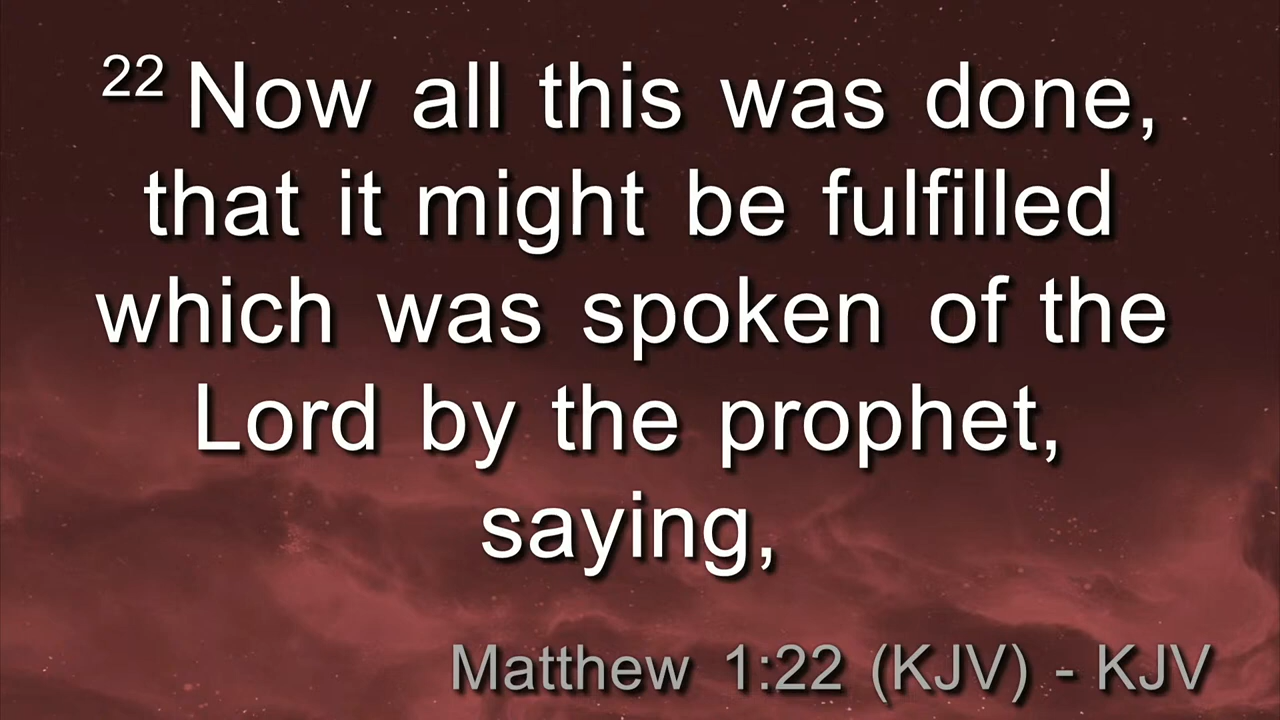 22 Now all this was done,
that it might be fulfilled
which was spoken of the
Lord by the prophet,
saying,
Matthew 1:22 (KJV) - KJV